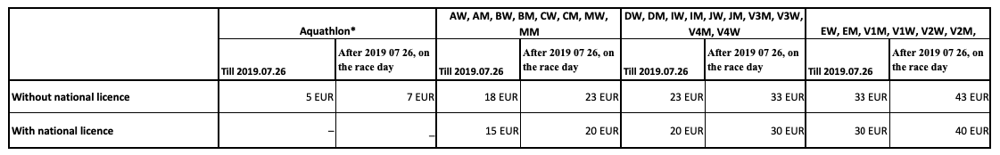 Aquathlon*
AW, AM, BW, BM, CW, CM, MW,
MM
DW, DM, IW, IM, JW, JM, V3M, V3W,
V4M, V4W
EW, EM, V1M, V1W, V2W, V2M,
Till 2019.07.26
After 2019 07 26, on
the race day
Till 2019.07.26
After 2019 07 26, on
the race day
Till 2019.07.26
After 2019 07 26, on
the race day
Till 2019.07.26
After 2019 07 26, on
the race day
Without national licence 5 EUR 7 EUR 18 EUR 23 EUR 23 EUR 33 EUR 33 EUR 43 EUR
With national licence – _ 15 EUR 20 EUR 20 EUR 30 EUR 30 EUR 40 EUR